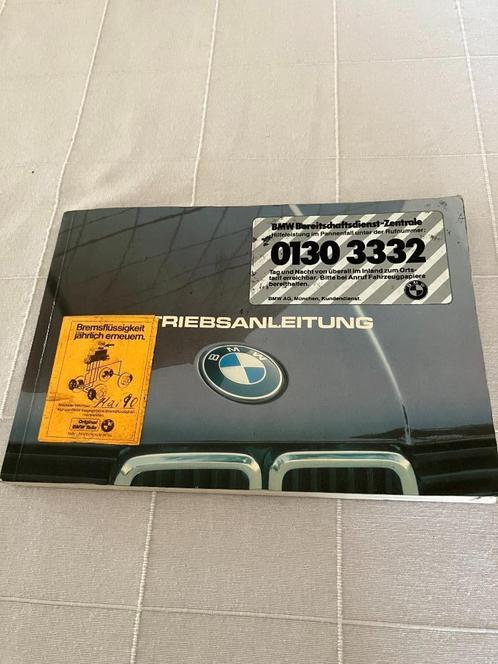 BMW Bereitschaftsdienst-Zentrale
Hilfeleistung im Pannenfall unter der Rufnummer:
0130 3332
Tag und Nacht von überall im Inland zum Orts-
tarif erreichbar. Bitte bei Anruf Fahrzeugpapiere
bereithalten.
BMW AG, München, Kundendienst.
TRIEBSANLEITUNG
BMW
Bremsflüssigkeit
jährlich erneuern.
Mai 90
Original
BMW Teile